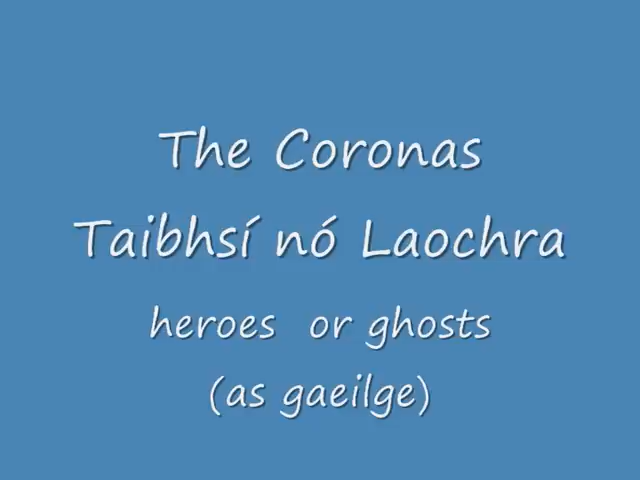 The Coronas
Taibhsí nó Laochra
heroes or ghosts
(as gaeilge)